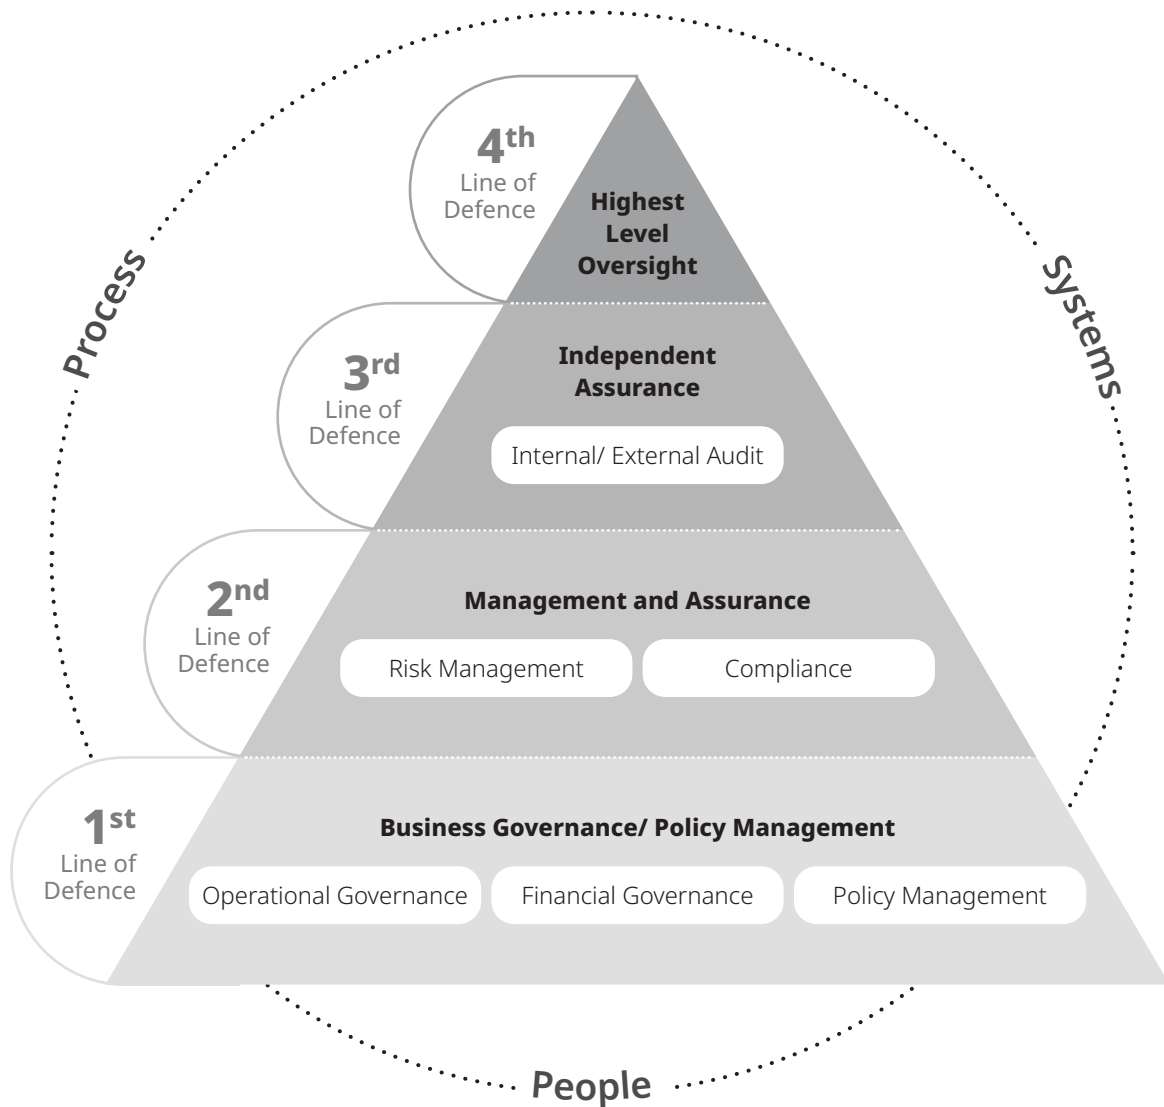 4th
Line of
Defence
Highest
Level
Oversight
Process
Systems
3rd
Line of
Defence
Independent
Assurance
Internal/ External Audit
2nd
Line of
Defence
Management and Assurance
Risk Management
Compliance
1st
Line of
Defence
Business Governance/ Policy Management
Operational Governance
Financial Governance
Policy Management
People